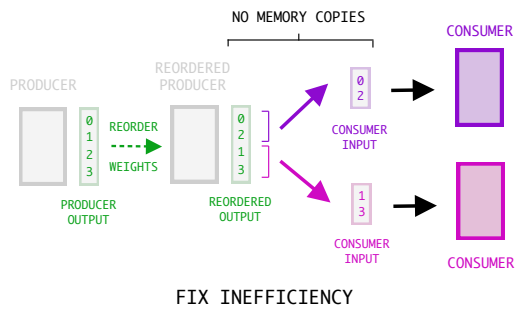 NO MEMORY COPIES
CONSUMER
REORDERED
PRODUCER
PRODUCER
0
2
0
1
2
3
REORDER
WEIGHTS
0
2
1
3
CONSUMER
INPUT
PRODUCER
OUTPUT
REORDERED
OUTPUT
1
3
CONSUMER
INPUT
CONSUMER
FIX INEFFICIENCY